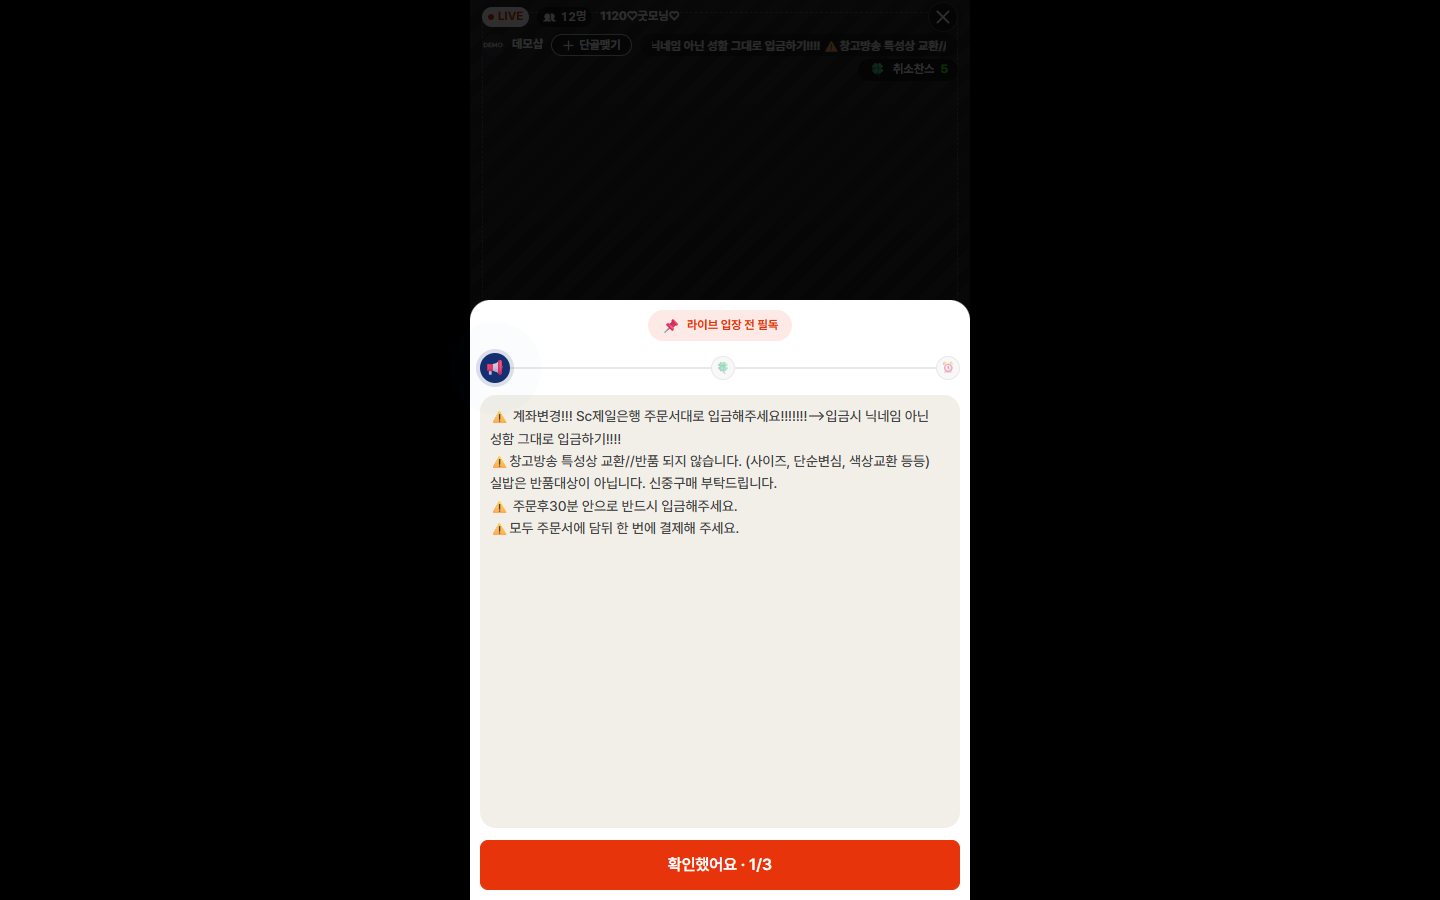 LIVE 12명 1120♡굿모닝♡
DEMO 데모샵 + 단골맺기 닉네임 아닌 성함 그대로 입금하기!!!! ⚠️창고방송 특성상 교환//
🍀 취소찬스 5
📌 라이브 입장 전 필독
⚠️ 계좌변경!!! Sc제일은행 주문서대로 입금해주세요!!!!!!!-->입금시 닉네임 아닌
성함 그대로 입금하기!!!!
⚠️창고방송 특성상 교환//반품 되지 않습니다. (사이즈, 단순변심, 색상교환 등등)
실밥은 반품대상이 아닙니다. 신중구매 부탁드립니다.
⚠️ 주문후30분 안으로 반드시 입금해주세요.
⚠️모두 주문서에 담뒤 한 번에 결제해 주세요.
확인했어요 · 1/3